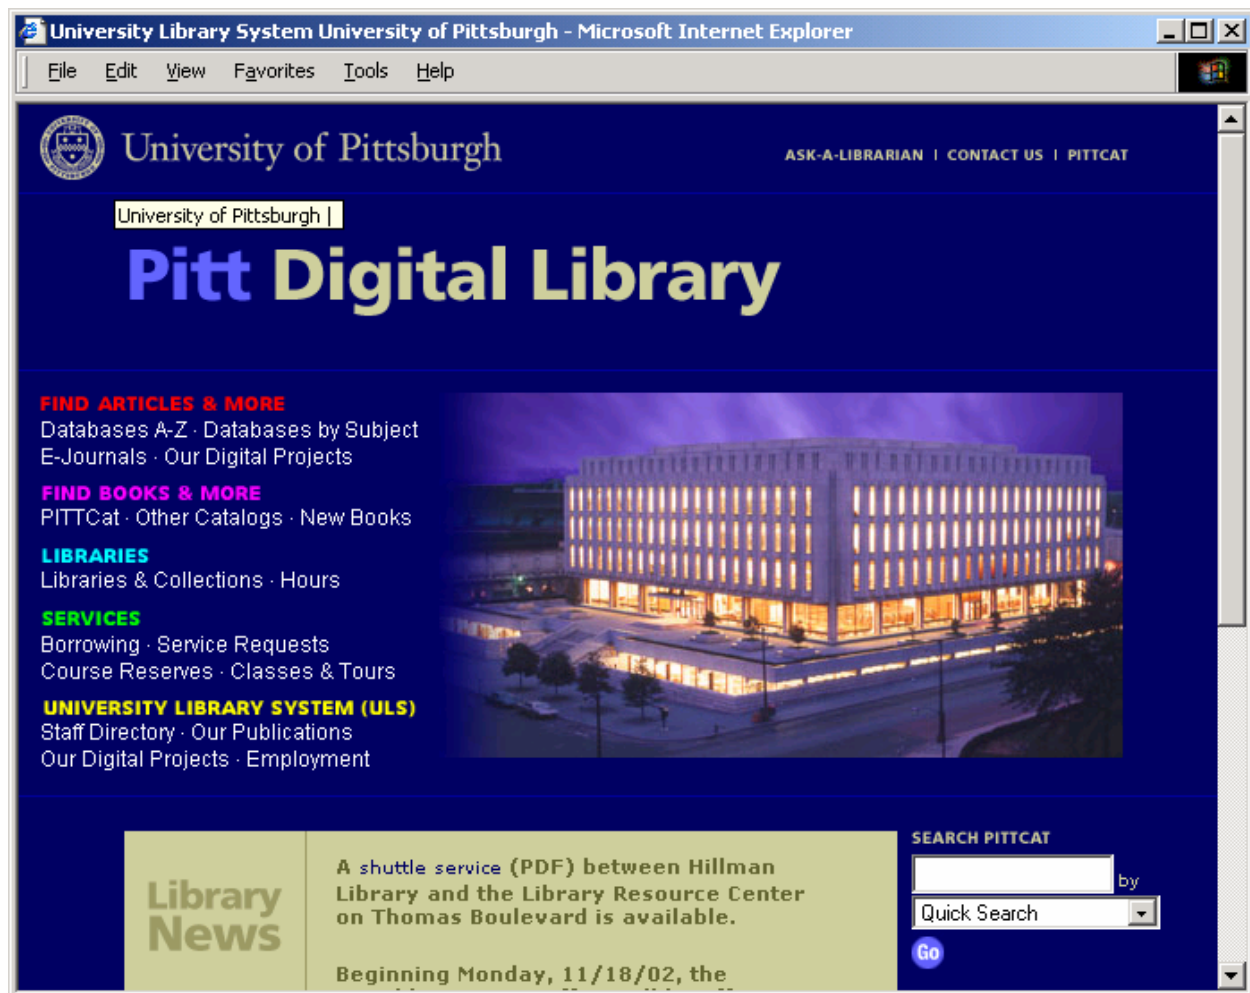 University Library System University of Pittsburgh - Microsoft Internet Explorer
File Edit View Favorites Tools Help
University of Pittsburgh
ASK-A-LIBRARIAN | CONTACT US | PITTCAT
University of Pittsburgh |
Pitt Digital Library
FIND ARTICLES & MORE
Databases A-Z · Databases by Subject
E-Journals · Our Digital Projects
FIND BOOKS & MORE
PITTCat · Other Catalogs · New Books
LIBRARIES
Libraries & Collections · Hours
SERVICES
Borrowing · Service Requests
Course Reserves · Classes & Tours
UNIVERSITY LIBRARY SYSTEM (ULS)
Staff Directory · Our Publications
Our Digital Projects · Employment
Library
News
A shuttle service (PDF) between Hillman
Library and the Library Resource Center
on Thomas Boulevard is available.
Beginning Monday, 11/18/02, the
SEARCH PITTCAT
by
Quick Search
Go